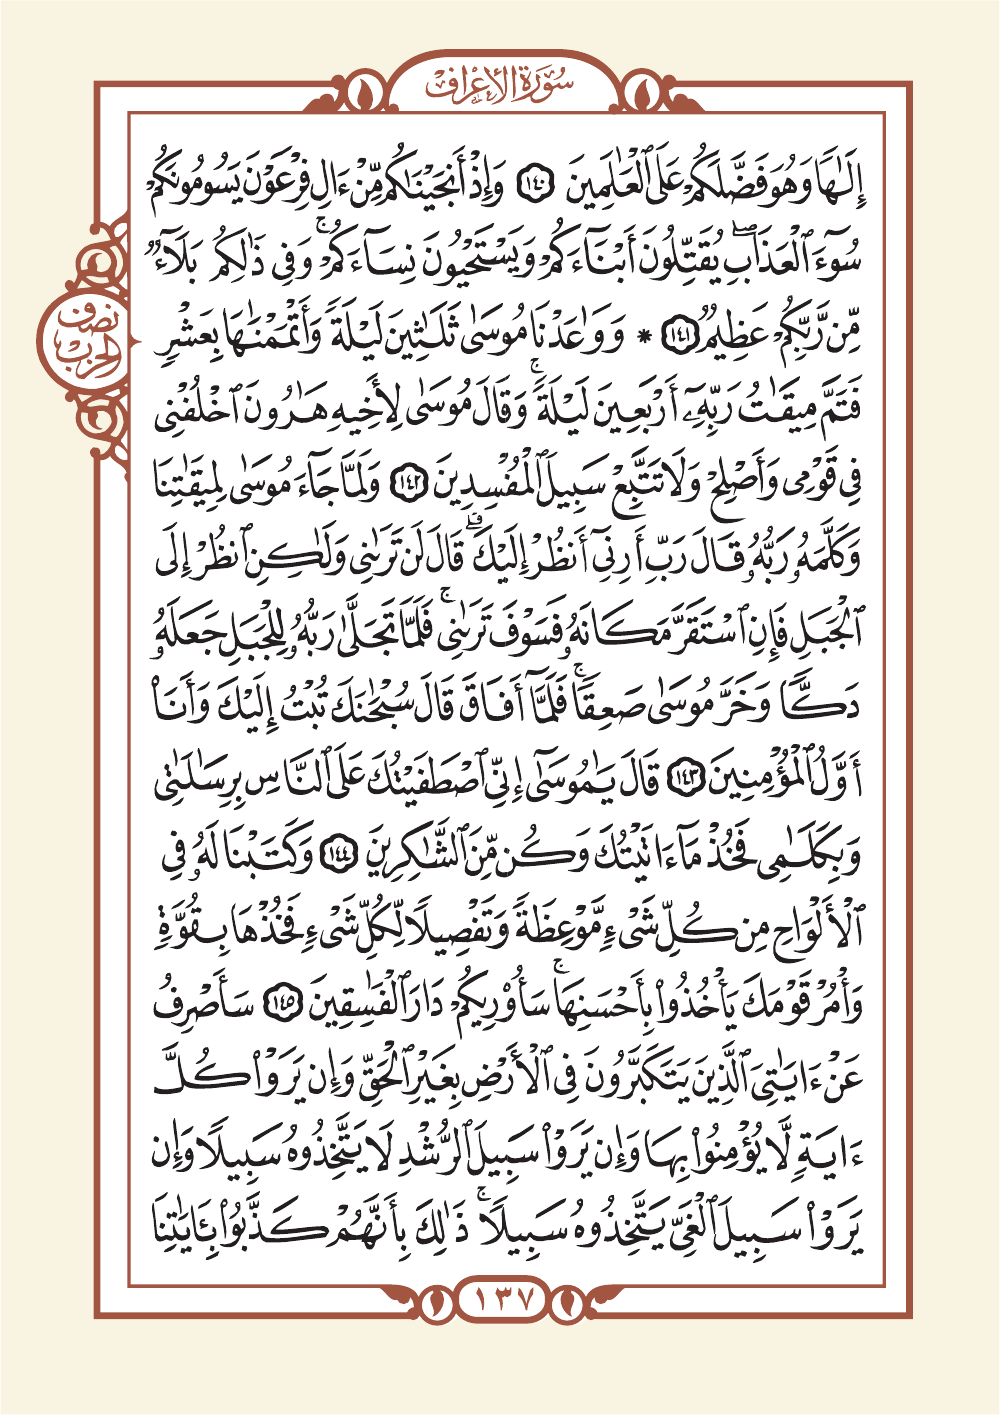 سُورَةُ الأَعْرَافِ
إِلَٰهًا وَهُوَ فَضَّلَكُمْ عَلَى ٱلْعَٰلَمِينَ ١٤٠ وَإِذْ أَنجَيْنَٰكُم مِّنْ ءَالِ فِرْعَوْنَ يَسُومُونَكُمْ
سُوٓءَ ٱلْعَذَابِ ۖ يُقَتِّلُونَ أَبْنَآءَكُمْ وَيَسْتَحْيُونَ نِسَآءَكُمْ ۚ وَفِى ذَٰلِكُم بَلَآءٌ
مِّن رَّبِّكُمْ عَظِيمٌ ١٤١ * وَوَٰعَدْنَا مُوسَىٰ ثَلَٰثِينَ لَيْلَةً وَأَتْمَمْنَٰهَا بِعَشْرٍ
فَتَمَّ مِيقَٰتُ رَبِّهِۦٓ أَرْبَعِينَ لَيْلَةً ۚ وَقَالَ مُوسَىٰ لِأَخِيهِ هَٰرُونَ ٱخْلُفْنِى
فِى قَوْمِى وَأَصْلِحْ وَلَا تَتَّبِعْ سَبِيلَ ٱلْمُفْسِدِينَ ١٤٢ وَلَمَّا جَآءَ مُوسَىٰ لِمِيقَٰتِنَا
وَكَلَّمَهُۥ رَبُّهُۥ قَالَ رَبِّ أَرِنِىٓ أَنظُرْ إِلَيْكَ ۚ قَالَ لَن تَرَىٰنِى وَلَٰكِنِ ٱنظُرْ إِلَى
ٱلْجَبَلِ فَإِنِ ٱسْتَقَرَّ مَكَانَهُۥ فَسَوْفَ تَرَىٰنِى ۚ فَلَمَّا تَجَلَّىٰ رَبُّهُۥ لِلْجَبَلِ جَعَلَهُۥ
دَكًّا وَخَرَّ مُوسَىٰ صَعِقًا ۚ فَلَمَّآ أَفَاقَ قَالَ سُبْحَٰنَكَ تُبْتُ إِلَيْكَ وَأَنَا۠
أَوَّلُ ٱلْمُؤْمِنِينَ ١٤٣ قَالَ يَٰمُوسَىٰٓ إِنِّى ٱصْطَفَيْتُكَ عَلَى ٱلنَّاسِ بِرِسَٰلَٰتِى
وَبِكَلَٰمِى فَخُذْ مَآ ءَاتَيْتُكَ وَكُن مِّنَ ٱلشَّٰكِرِينَ ١٤٤ وَكَتَبْنَا لَهُۥ فِى
ٱلْأَلْوَاحِ مِن كُلِّ شَىْءٍ مَّوْعِظَةً وَتَفْصِيلًا لِّكُلِّ شَىْءٍ فَخُذْهَا بِقُوَّةٍ
وَأْمُرْ قَوْمَكَ يَأْخُذُوا۟ بِأَحْسَنِهَا ۚ سَأُو۟رِيكُمْ دَارَ ٱلْفَٰسِقِينَ ١٤٥ سَأَصْرِفُ
عَنْ ءَايَٰتِىَ ٱلَّذِينَ يَتَكَبَّرُونَ فِى ٱلْأَرْضِ بِغَيْرِ ٱلْحَقِّ وَإِن يَرَوْا۟ كُلَّ
ءَايَةٍ لَّا يُؤْمِنُوا۟ بِهَا وَإِن يَرَوْا۟ سَبِيلَ ٱلرُّشْدِ لَا يَتَّخِذُوهُ سَبِيلًا وَإِن
يَرَوْا۟ سَبِيلَ ٱلْغَىِّ يَتَّخِذُوهُ سَبِيلًا ۚ ذَٰلِكَ بِأَنَّهُمْ كَذَّبُوا۟ بِـَٔايَٰتِنَا
نصف
الحزب
١٣٧